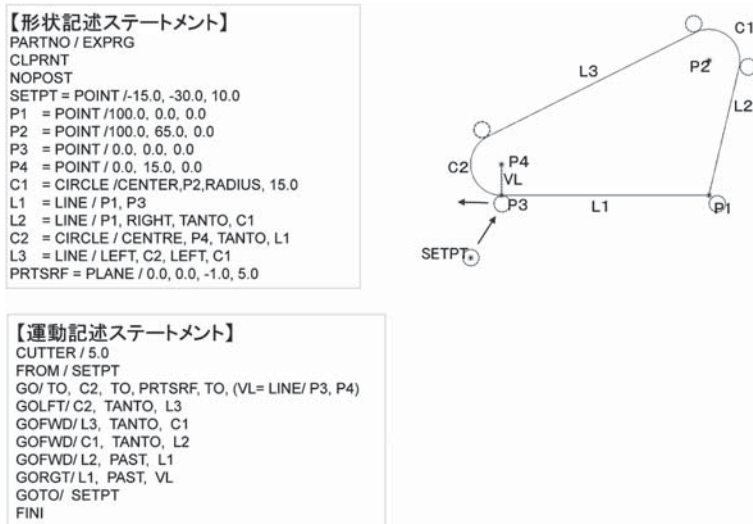 【形状記述ステートメント】
PARTNO / EXPRG
CLPRNT
NOPOST
SETPT = POINT /-15.0, -30.0, 10.0
P1 = POINT /100.0, 0.0, 0.0
P2 = POINT /100.0, 65.0, 0.0
P3 = POINT / 0.0, 0.0, 0.0
P4 = POINT / 0.0, 15.0, 0.0
C1 = CIRCLE /CENTER,P2,RADIUS, 15.0
L1 = LINE / P1, P3
L2 = LINE / P1, RIGHT, TANTO, C1
C2 = CIRCLE / CENTRE, P4, TANTO, L1
L3 = LINE / LEFT, C2, LEFT, C1
PRTSRF = PLANE / 0.0, 0.0, -1.0, 5.0
C1
P2
L3
L2
C2
P4
VL
P3
L1
P1
SETPT
【運動記述ステートメント】
CUTTER / 5.0
FROM / SETPT
GO/ TO, C2, TO, PRTSRF, TO, (VL= LINE/ P3, P4)
GOLFT/ C2, TANTO, L3
GOFWD/ L3, TANTO, C1
GOFWD/ C1, TANTO, L2
GOFWD/ L2, PAST, L1
GORGT/ L1, PAST, VL
GOTO/ SETPT
FINI